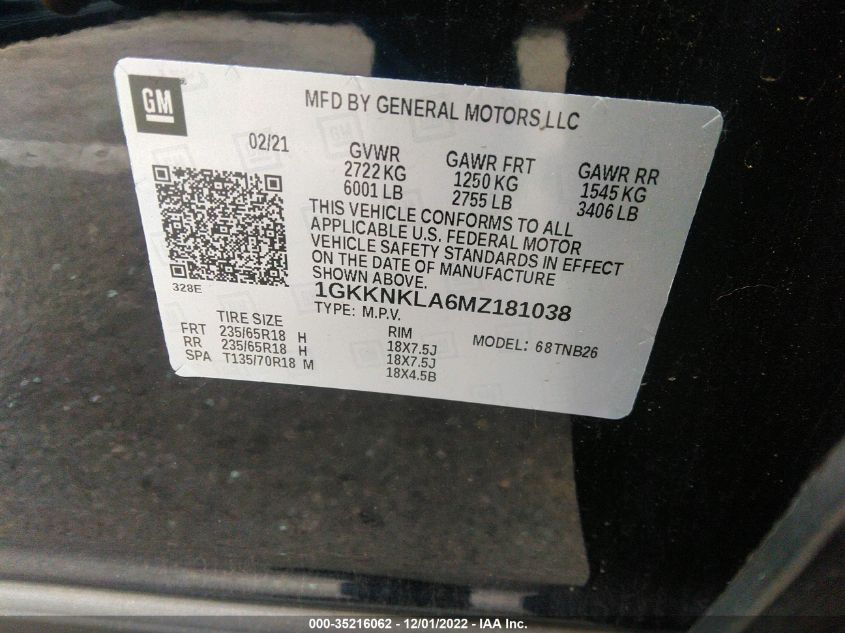 GM
MFD BY GENERAL MOTORS LLC
02/21
GVWR
2722 KG
6001 LB
GAWR FRT
1250 KG
2755 LB
GAWR RR
1545 KG
3406 LB
THIS VEHICLE CONFORMS TO ALL
APPLICABLE U.S. FEDERAL MOTOR
VEHICLE SAFETY STANDARDS IN EFFECT
ON THE DATE OF MANUFACTURE
SHOWN ABOVE.
328E
1GKKNKLA6MZ181038
TYPE: M.P.V.
MODEL: 68TNB26
TIRE SIZE
FRT 235/65R18 H
RR 235/65R18 H
SPA T135/70R18 M
RIM
18X7.5J
18X7.5J
18X4.5B
000-35216062 - 12/01/2022 - IAA Inc.